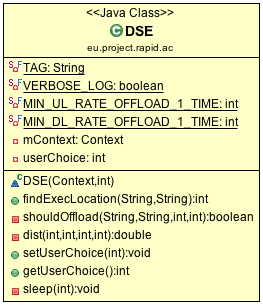 <<Java Class>>
DSE
eu.project.rapid.ac
TAG: String
VERBOSE_LOG: boolean
MIN_UL_RATE_OFFLOAD_1_TIME: int
MIN_DL_RATE_OFFLOAD_1_TIME: int
mContext: Context
userChoice: int
DSE(Context,int)
findExecLocation(String,String):int
shouldOffload(String,String,int,int):boolean
dist(int,int,int,int):double
setUserChoice(int):void
getUserChoice():int
sleep(int):void